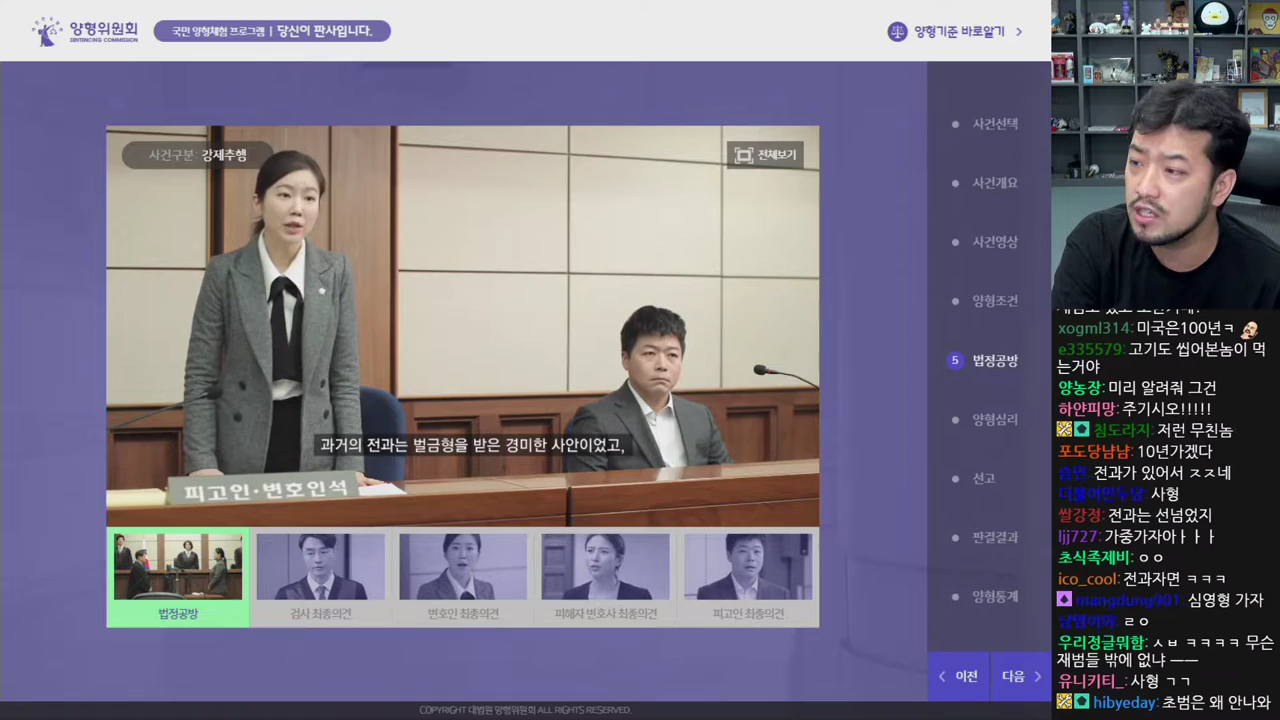 양형위원회
SENTENCING COMMISSION
국민 양형체험 프로그램 | 당신이 판사입니다.
양형기준 바로알기
사건구분: 강제추행
전체보기
과거의 전과는 벌금형을 받은 경미한 사안이었고,
피고인·변호인석
법정공방
검사 최종의견
변호인 최종의견
피해자 변호사 최종의견
피고인 최종의견
사건선택
사건개요
사건영상
양형조건
5 법정공방
양형심리
선고
판결결과
양형통계
이전
다음
COPYRIGHT 대법원 양형위원회 ALL RIGHTS RESERVED.
xogml314: 미국은100년ㅋ
e335579: 고기도 씹어본놈이 먹
는거야
양농장: 미리 알려줘 그건
하얀피망: 주기시오!!!!!
침도라지: 저런 무친놈
포도당냠냠: 10년가겠다
승민: 전과가 있어서 ㅈㅈ네
더불어민두당: 사형
쌀강정: 전과는 선넘었지
ljj727: 가중가자아ㅏㅏㅏ
초식족제비: ㅇㅇ
ico_cool: 전과자면 ㅋㅋㅋ
mangdung901 심영형 가자
ㄹㅇ
우리정글뭐함: ㅅㅂ ㅋㅋㅋㅋ 무슨
재범들 밖에 없냐 ㅡㅡ
유니키티_: 사형 ㄱㄱ
hibyeday: 초범은 왜 안나와